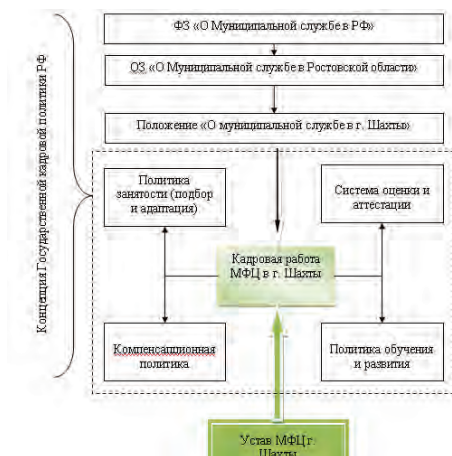 Концепция Государственной кадровой политики РФ
ФЗ «О Муниципальной службе в РФ»
ОЗ «О Муниципальной службе в Ростовской области»
Положение «О муниципальной службе в г. Шахты»
Политика
занятости (подбор
и адаптация)
Система оценки и
аттестации
Кадровая работа
МФЦ в г. Шахты
Компенсационная
политика
Политика обучения
и развития
Устав МФЦ г.
Шахты